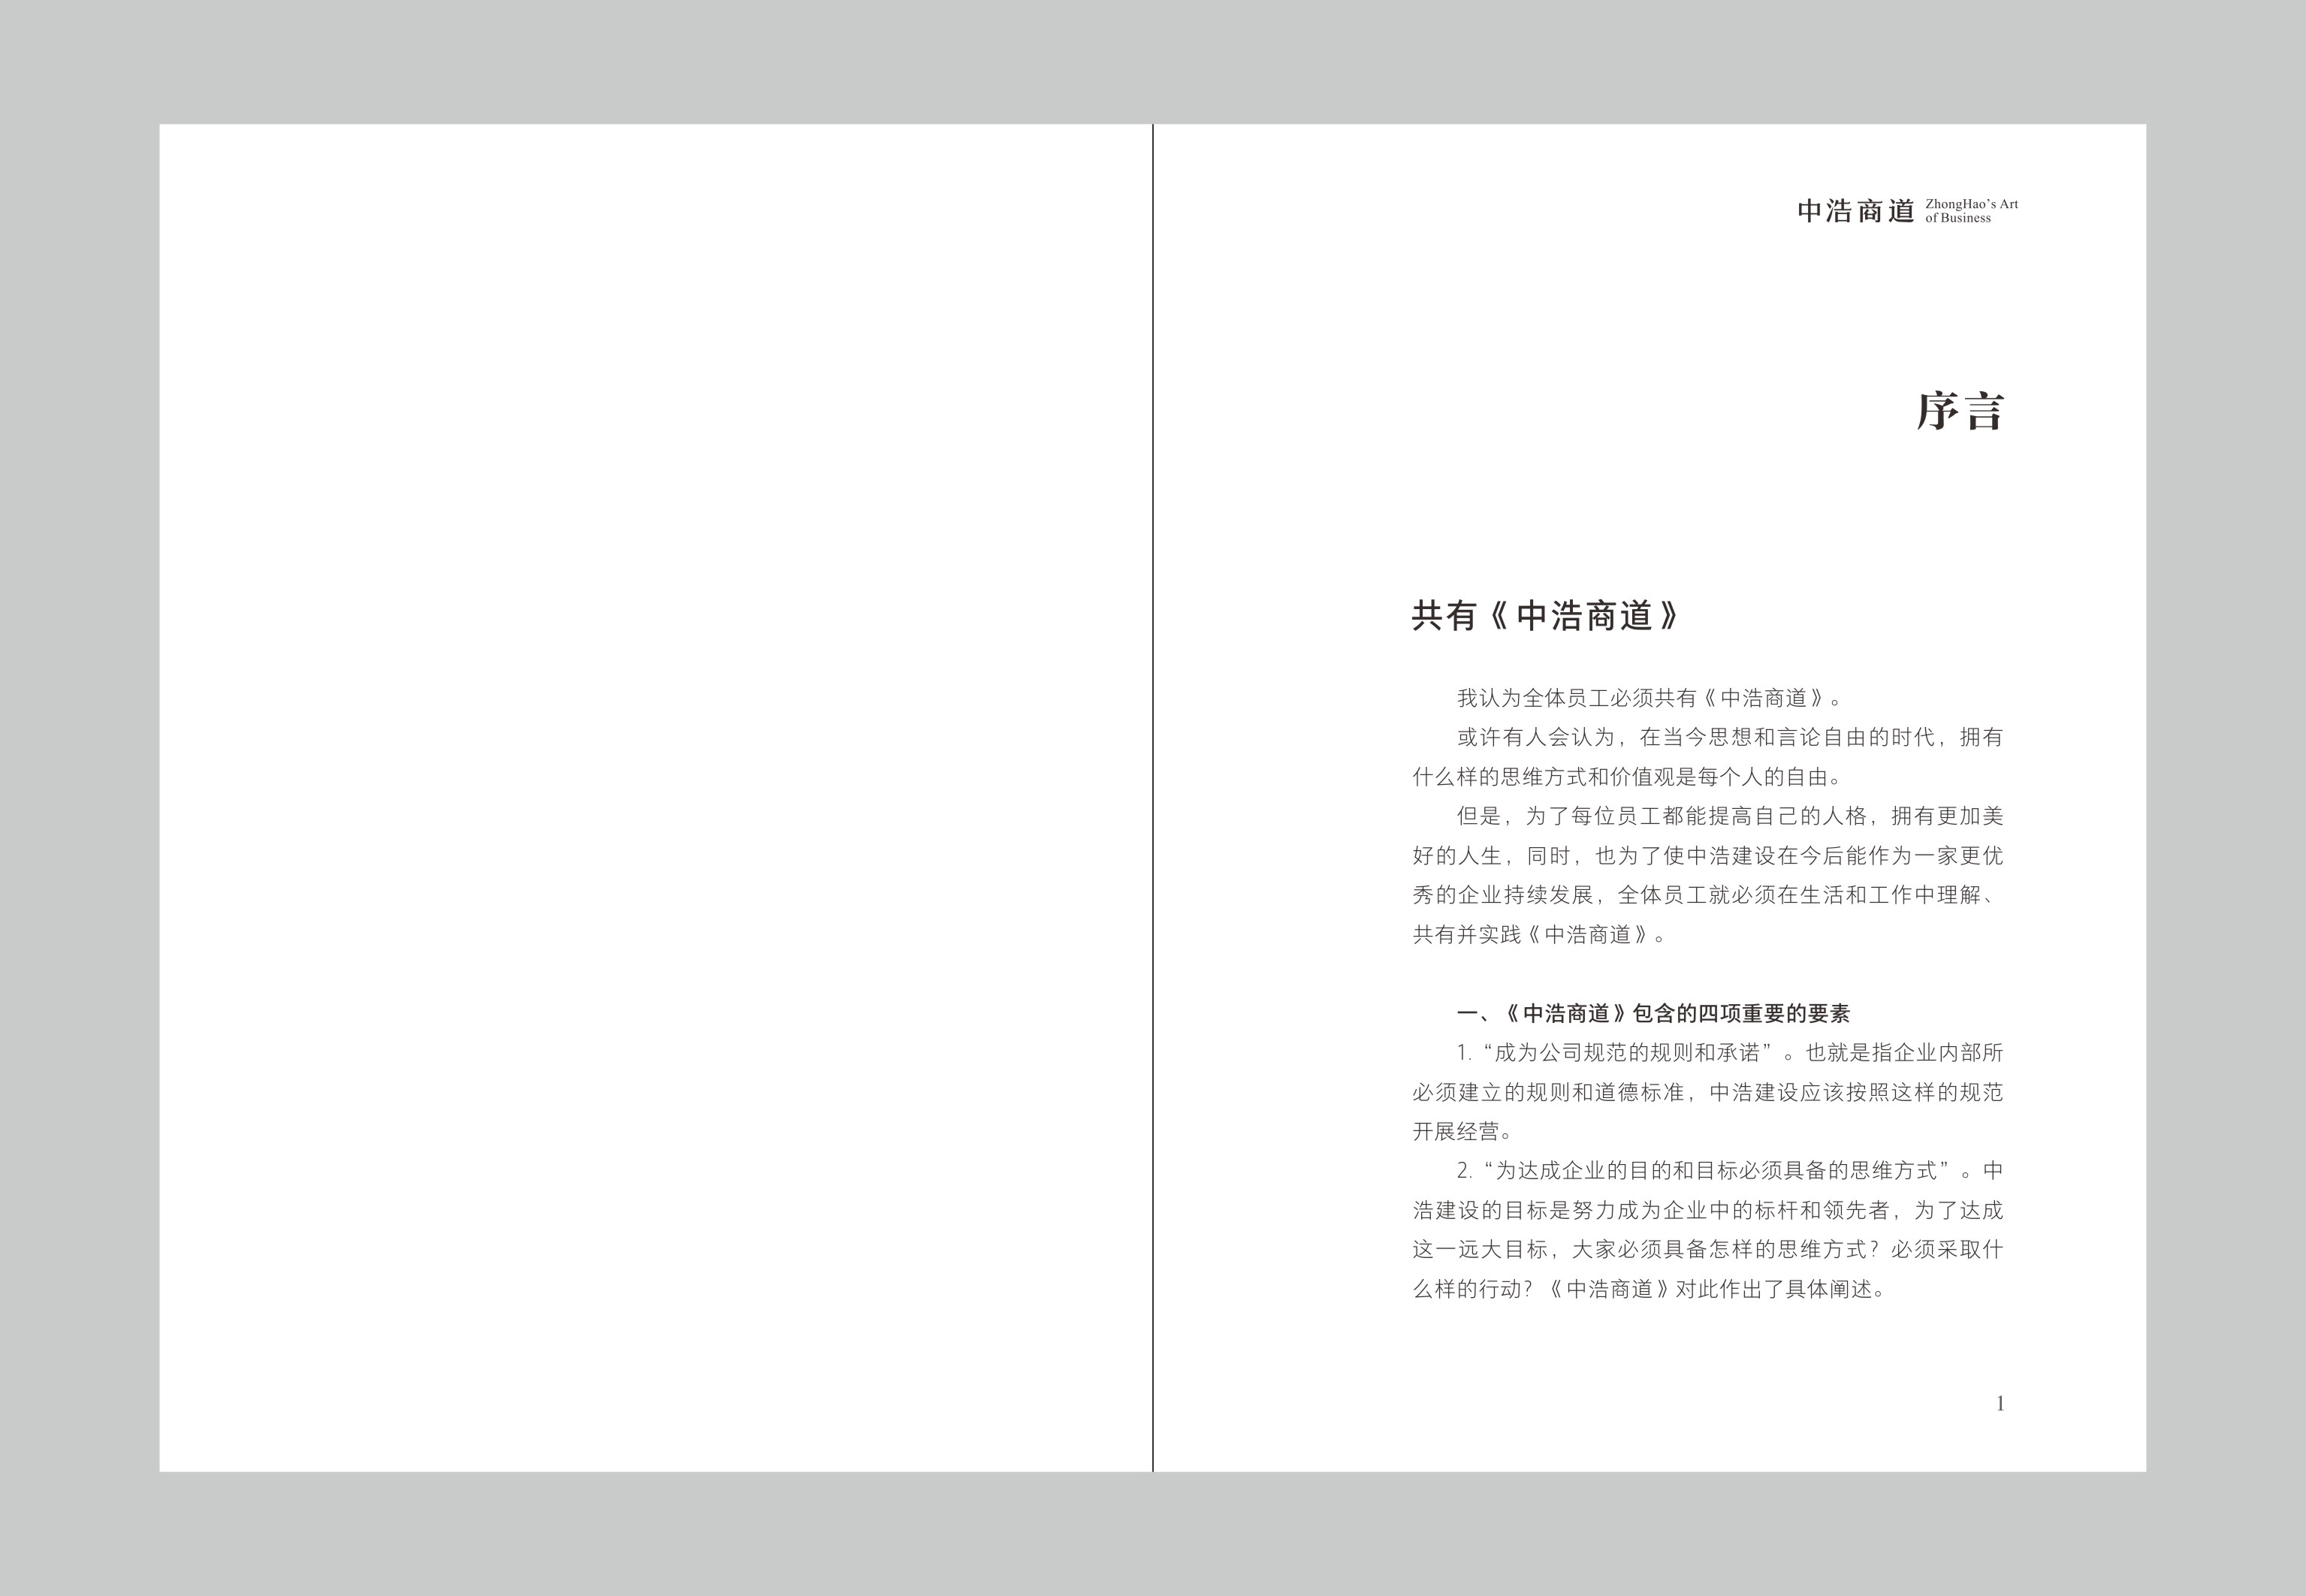 中浩商道 ZhongHao's Art
of Business
序言
共有《中浩商道》
我认为全体员工必须共有《中浩商道》。
或许有人会认为，在当今思想和言论自由的时代，拥有
什么样的思维方式和价值观是每个人的自由。
但是，为了每位员工都能提高自己的人格，拥有更加美
好的人生，同时，也为了使中浩建设在今后能作为一家更优
秀的企业持续发展，全体员工就必须在生活和工作中理解、
共有并实践《中浩商道》。
一、《中浩商道》包含的四项重要的要素
1.“成为公司规范的规则和承诺”。也就是指企业内部所
必须建立的规则和道德标准，中浩建设应该按照这样的规范
开展经营。
2.“为达成企业的目的和目标必须具备的思维方式”。中
浩建设的目标是努力成为企业中的标杆和领先者，为了达成
这一远大目标，大家必须具备怎样的思维方式？必须采取什
么样的行动？《中浩商道》对此作出了具体阐述。
1